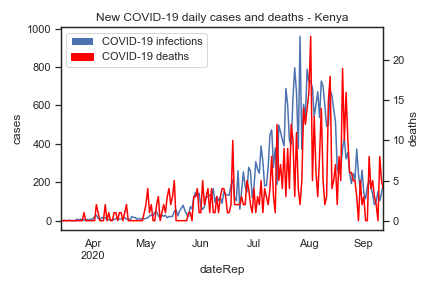 New COVID-19 daily cases and deaths - Kenya
COVID-19 infections
COVID-19 deaths
1000
800
600
400
200
0
cases
20
15
10
5
0
deaths
Apr
2020
May
Jun
Jul
Aug
Sep
dateRep